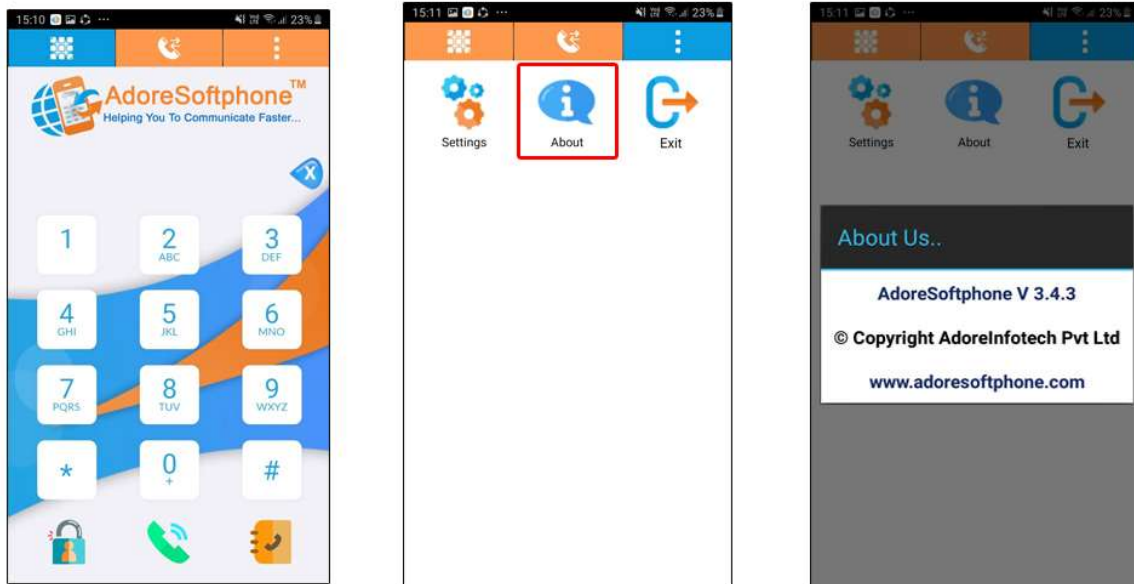 15:10
23%
AdoreSoftphone™
Helping You To Communicate Faster...
X
1
2
ABC
3
DEF
4
GHI
5
JKL
6
MNO
7
PQRS
8
TUV
9
WXYZ
*
0
+
#
15:11
23%
Settings
About
Exit
15:11
23%
Settings
About
Exit
About Us..
AdoreSoftphone V 3.4.3
© Copyright AdoreInfotech Pvt Ltd
www.adoresoftphone.com